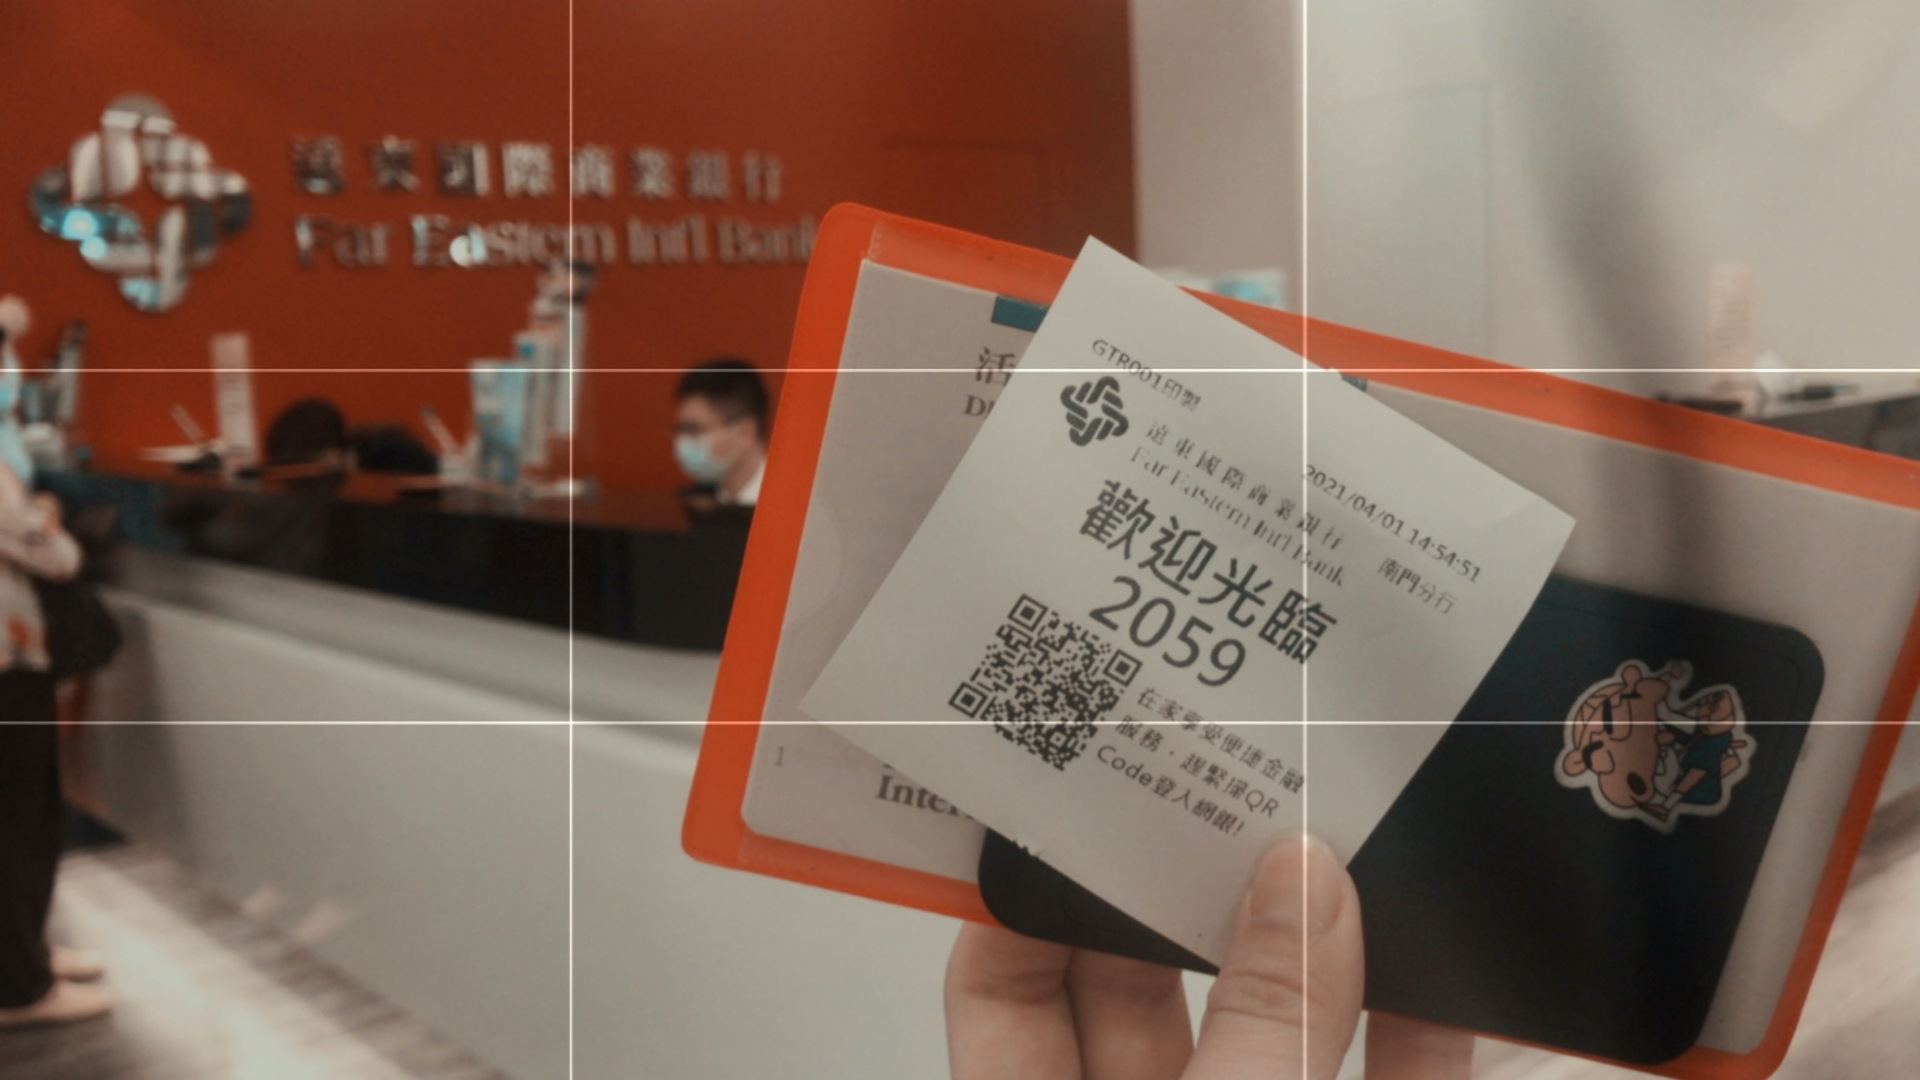 遠東國際商業銀行
Far Eastern Int'l Bank
活
GTR001印製
遠東國際商業銀行
Far Eastern Int'l Bank
2021/04/01 14:54:51
南門分行
歡迎光臨
2059
在家享受便捷金融
服務，趕緊掃QR
Code登入網銀!
1